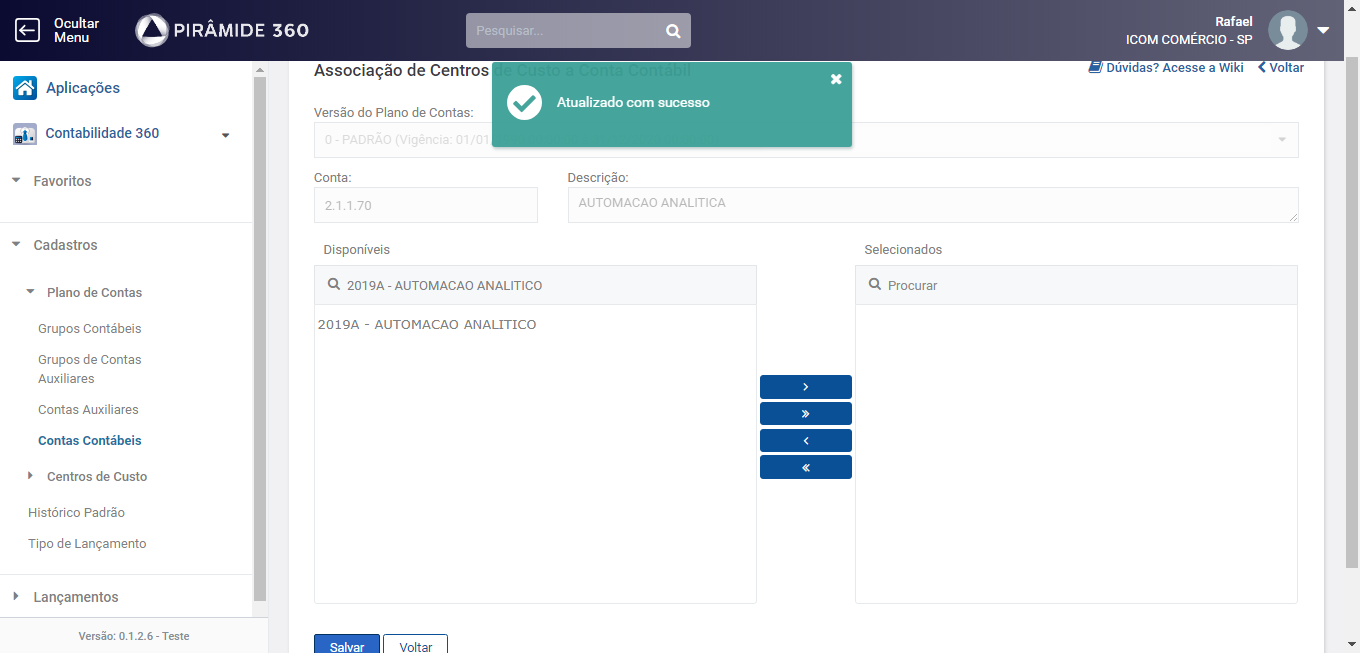 Ocultar
Menu
PIRÂMIDE 360
Pesquisar...
Rafael
ICOM COMÉRCIO - SP
Aplicações
Contabilidade 360
Favoritos
Cadastros
Plano de Contas
Grupos Contábeis
Grupos de Contas
Auxiliares
Contas Auxiliares
Contas Contábeis
Centros de Custo
Histórico Padrão
Tipo de Lançamento
Lançamentos
Versão: 0.1.2.6 - Teste
Associação de Centros de Custo a Conta Contábil
Dúvidas? Acesse a Wiki
Voltar
Atualizado com sucesso
Versão do Plano de Contas:
0 - PADRÃO (Vigência: 01/01
Conta:
Descrição:
2.1.1.70
AUTOMACAO ANALITICA
Disponíveis
Selecionados
2019A - AUTOMACAO ANALITICO
Procurar
2019A - AUTOMACAO ANALITICO
Salvar
Voltar